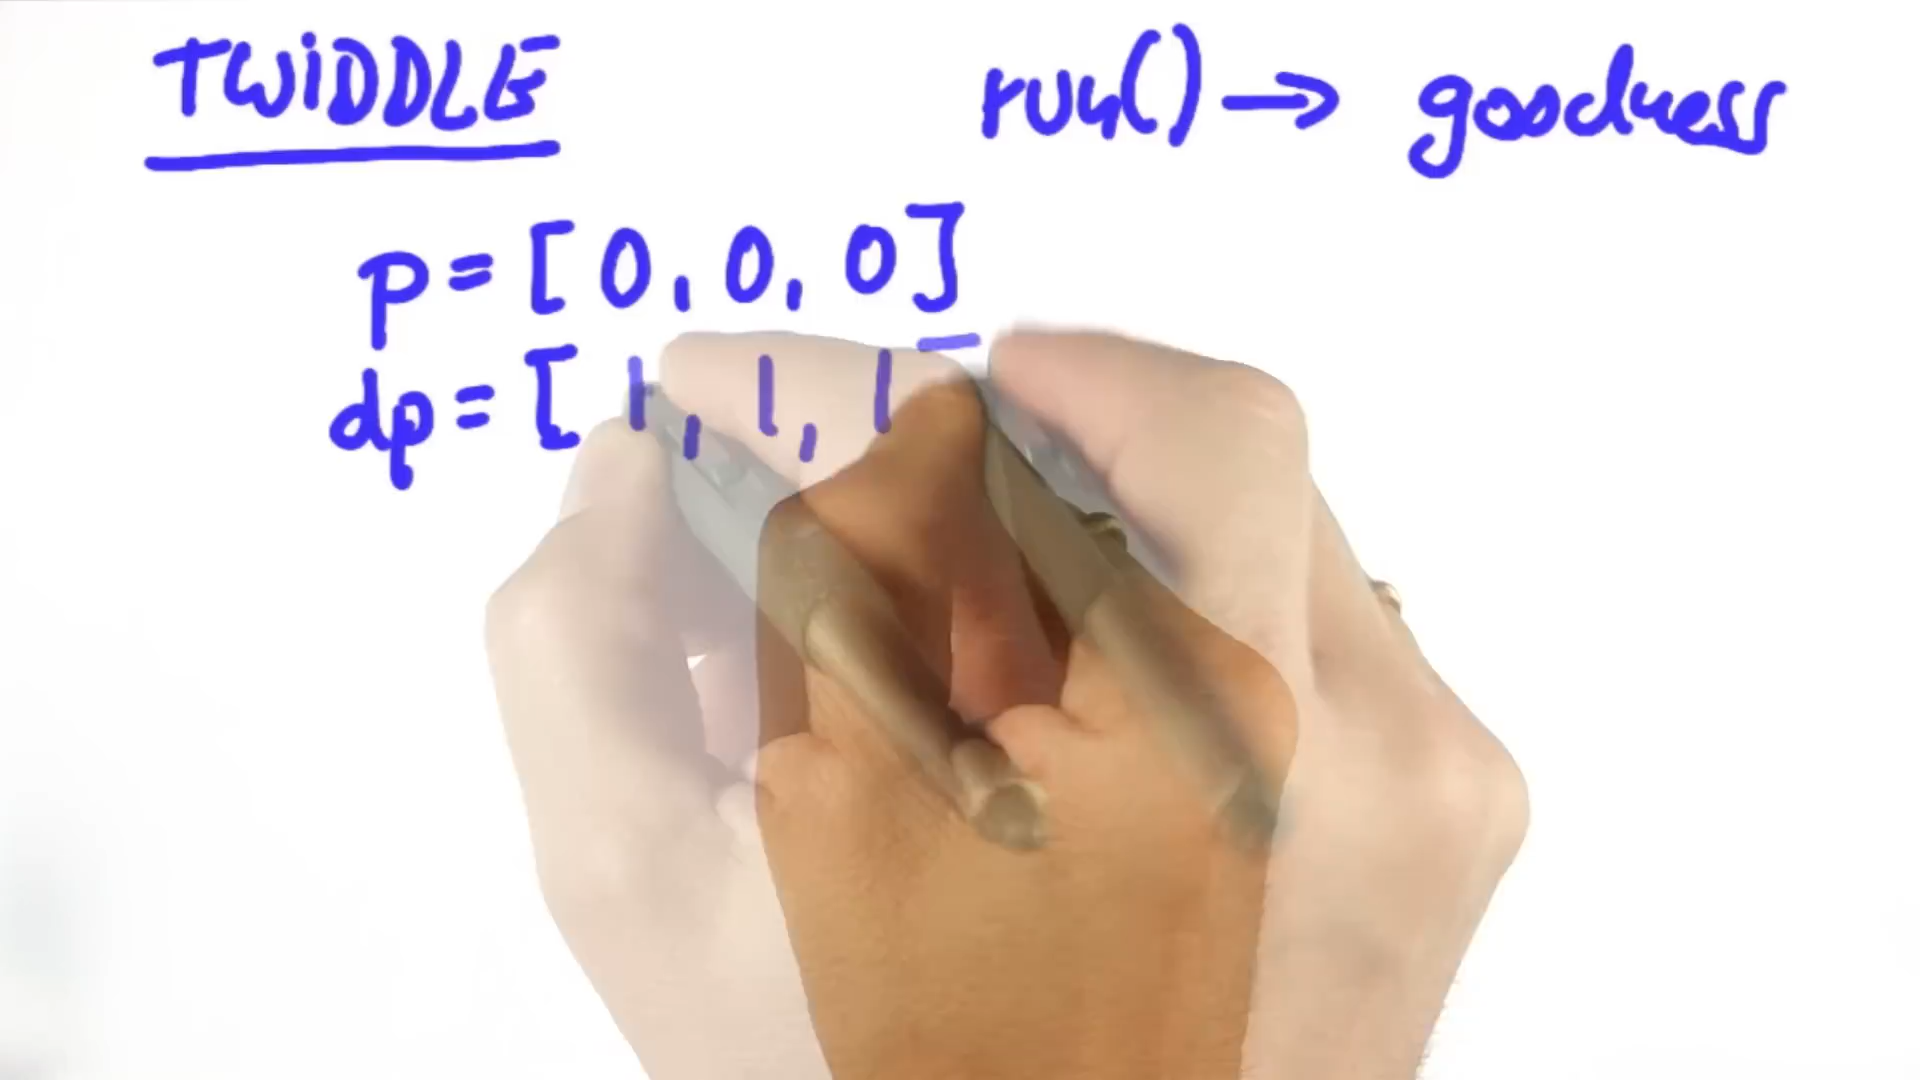 TWIDDLE
run() → goodness
p = [ 0, 0, 0 ]
dp = [ 1, 1, 1